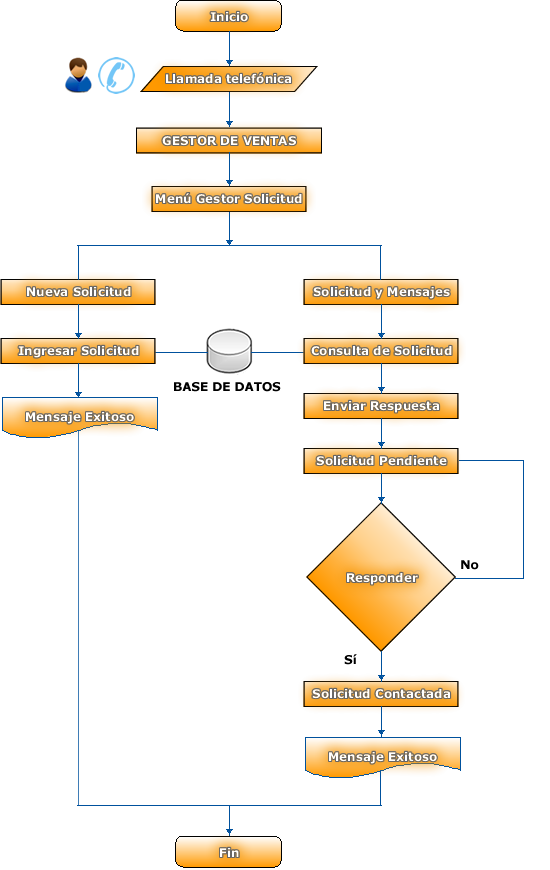 Inicio
Llamada telefónica
GESTOR DE VENTAS
Menú Gestor Solicitud
Nueva Solicitud
Solicitud y Mensajes
Ingresar Solicitud
Consulta de Solicitud
BASE DE DATOS
Mensaje Exitoso
Enviar Respuesta
Solicitud Pendiente
Responder
No
Sí
Solicitud Contactada
Mensaje Exitoso
Fin